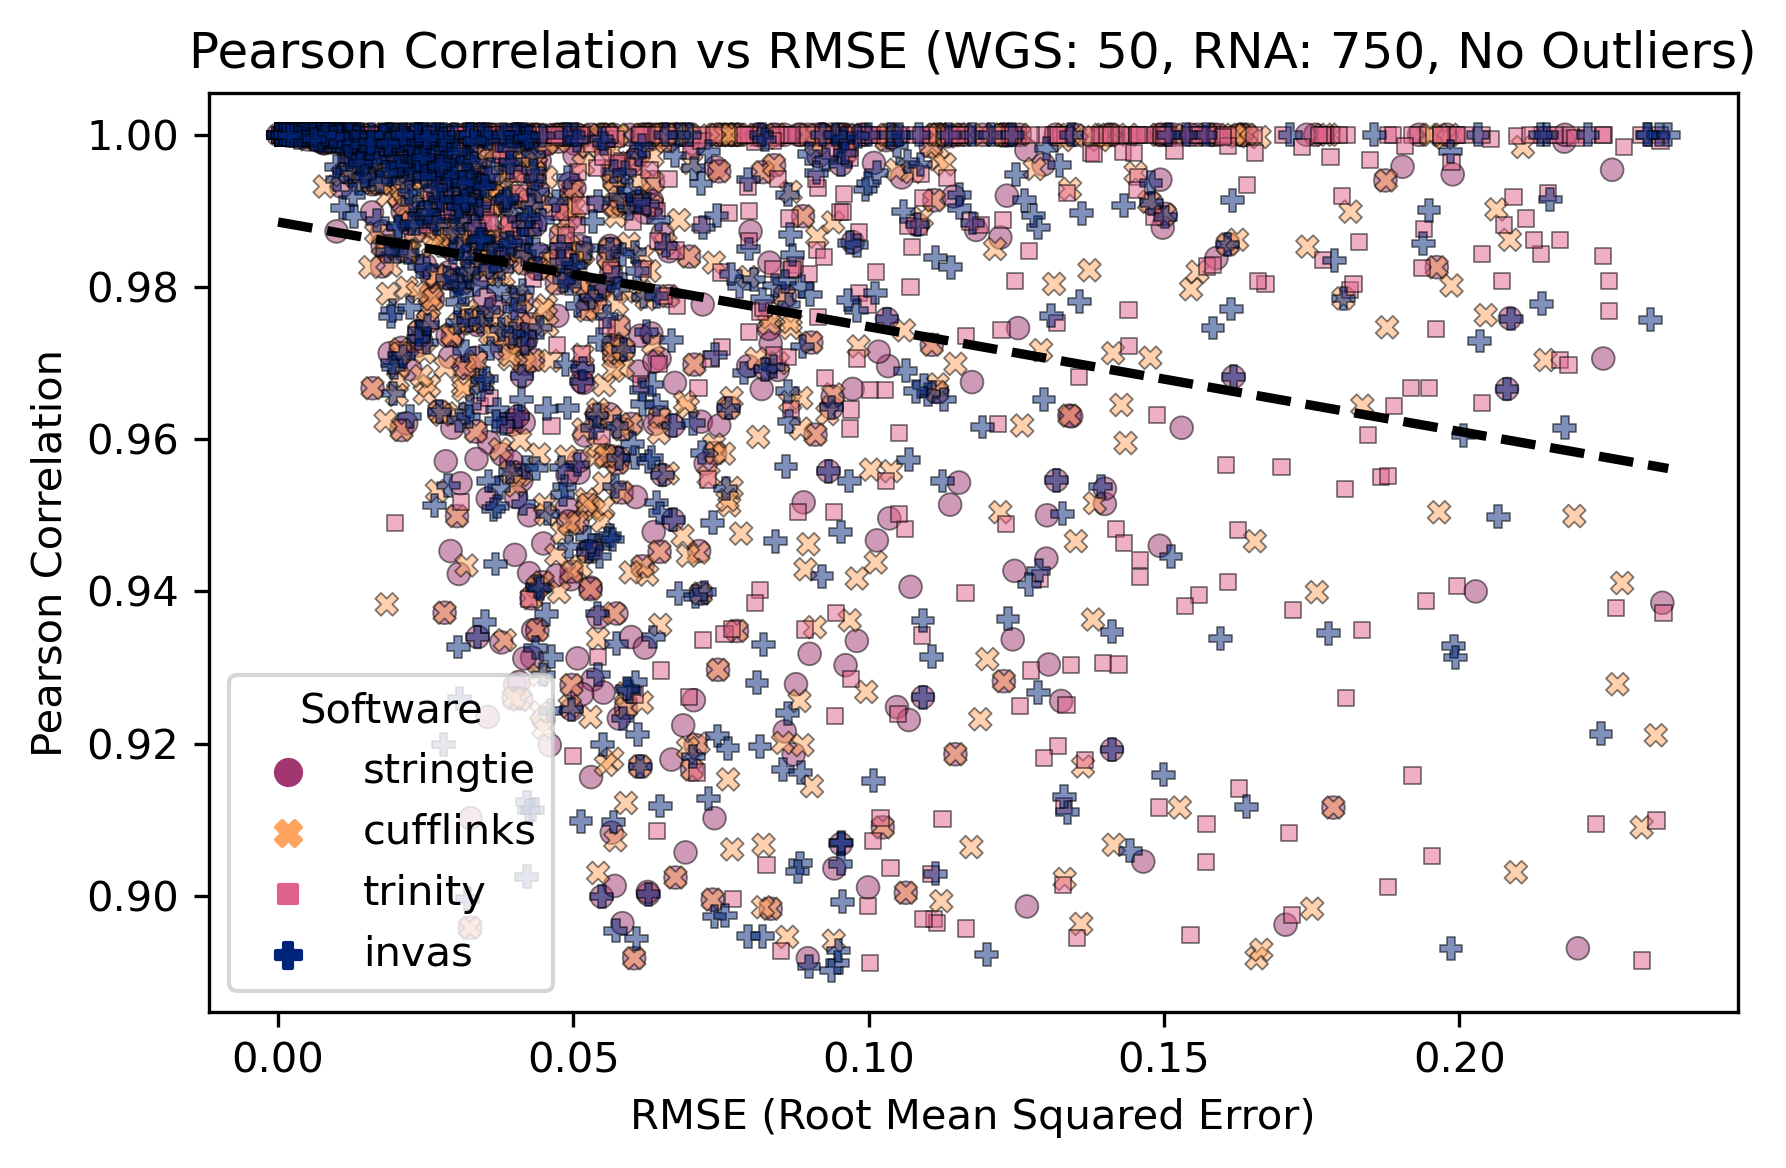 Pearson Correlation vs RMSE (WGS: 50, RNA: 750, No Outliers)
Pearson Correlation
1.00
0.98
0.96
0.94
0.92
0.90
Software
stringtie
cufflinks
trinity
invas
0.00
0.05
0.10
0.15
0.20
RMSE (Root Mean Squared Error)